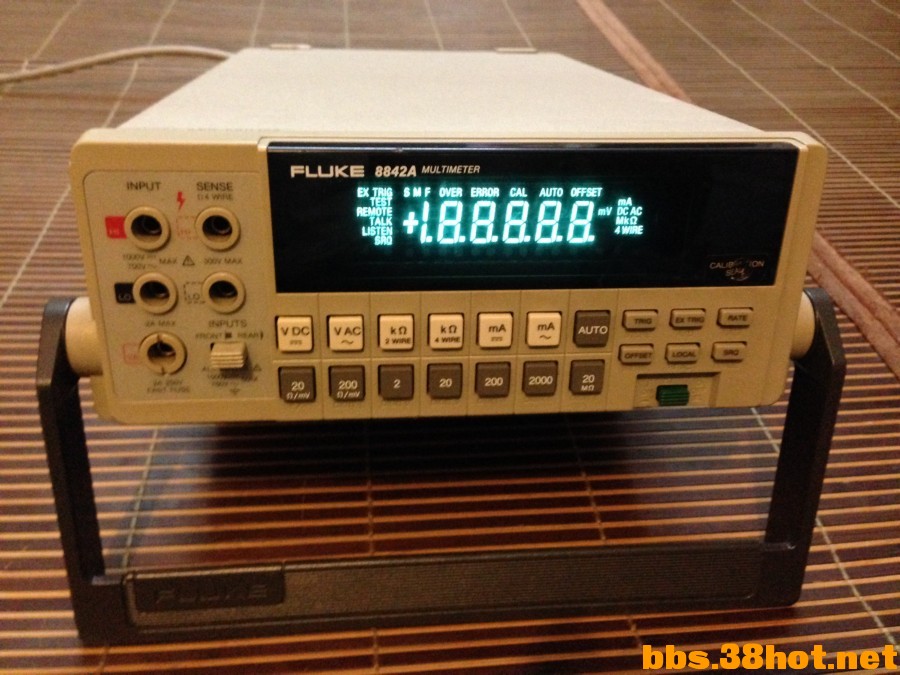 FLUKE 8842A MULTIMETER
INPUT SENSE
Ω 4 WIRE
HI HI
1000V MAX 300V MAX
700V
LO LO
2A MAX
INPUTS
FRONT REAR
EX TRIG S M F OVER ERROR CAL AUTO OFFSET
TEST
REMOTE
TALK
LISTEN
SRQ
+1.8.8.8.8.8.
mV mA
DC AC
MkΩ
4 WIRE
V DC V AC kΩ 2 WIRE kΩ 4 WIRE mA mA AUTO
20 Ω/mV 200 Ω/mV 2 20 200 2000 20 MΩ
TRIG EX TRIG RATE
OFFSET LOCAL SRQ
FLUKE
bbs.38hot.net